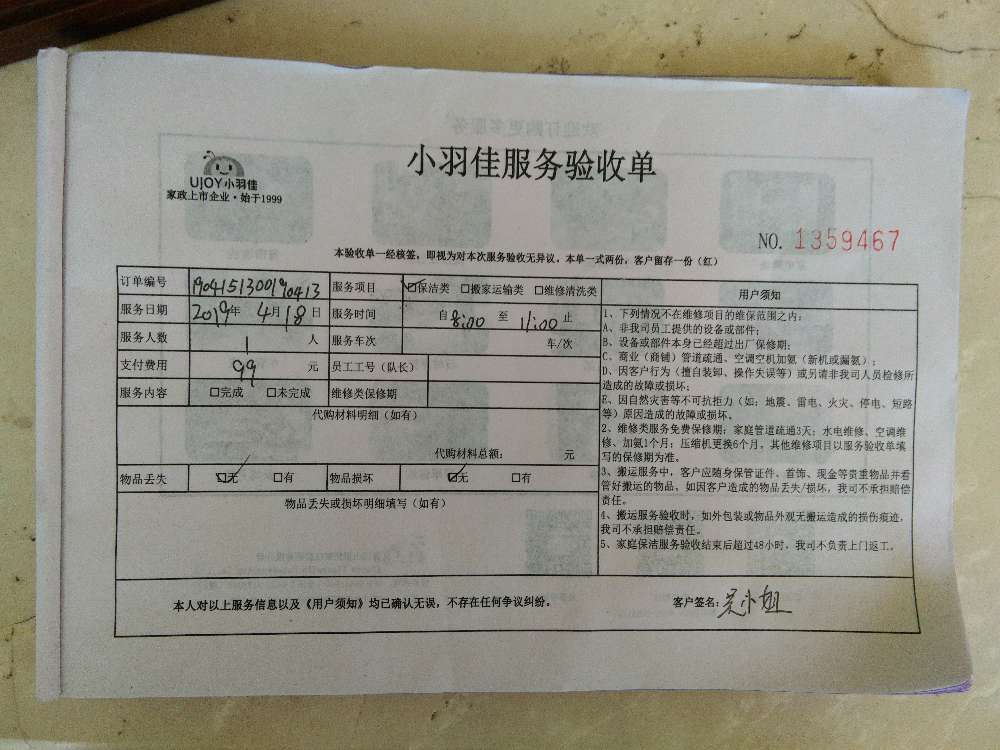 小羽佳服务验收单
UJOY小羽佳
家政上市企业·始于1999
NO. 1359467
本验收单一经核签，即视为对本次服务验收无异议。本单一式两份，客户留存一份（红）
订单编号 1904151300190413 服务项目 ☑保洁类 □搬家运输类 □维修清洗类
服务日期 2019年 4月18日 服务时间 自8:00 至 11:00 止
服务人数 1 人 服务车次 车/次
支付费用 99 元 员工工号（队长）
服务内容 □完成 □未完成 维修类保修期
代购材料明细（如有）
代购材料总额： 元
物品丢失 ☑无 □有 物品损坏 ☑无 □有
物品丢失或损坏明细填写（如有）
用户须知
1、下列情况不在维修项目的维保范围之内：
A、非我司员工提供的设备或部件；
B、设备或部件本身已经超过出厂保修期；
C、商业（商铺）管道疏通、空调空机加氨（新机或漏氨）；
D、因客户行为（擅自装卸、操作失误等）或另请非我司人员检修所
造成的故障或损坏；
E、因自然灾害等不可抗拒力（如：地震、雷电、火灾、停电、短路
等）原因造成的故障或损坏。
2、维修类服务免费保修期：家庭管道疏通3天；水电维修、空调维
修、加氨1个月；压缩机更换6个月，其他维修项目以服务验收单填
写的保修期为准。
3、搬运服务中，客户应随身保管证件、首饰、现金等贵重物品并看
管好搬运的物品，如因客户造成的物品丢失/损坏，我司不承担赔偿
责任。
4、搬运服务验收时，如外包装或物品外观无搬运造成的损伤痕迹，
我司不承担赔偿责任。
5、家庭保洁服务验收结束后超过48小时，我司不负责上门返工。
本人对以上服务信息以及《用户须知》均已确认无误，不存在任何争议纠纷。
客户签名：吴小姐